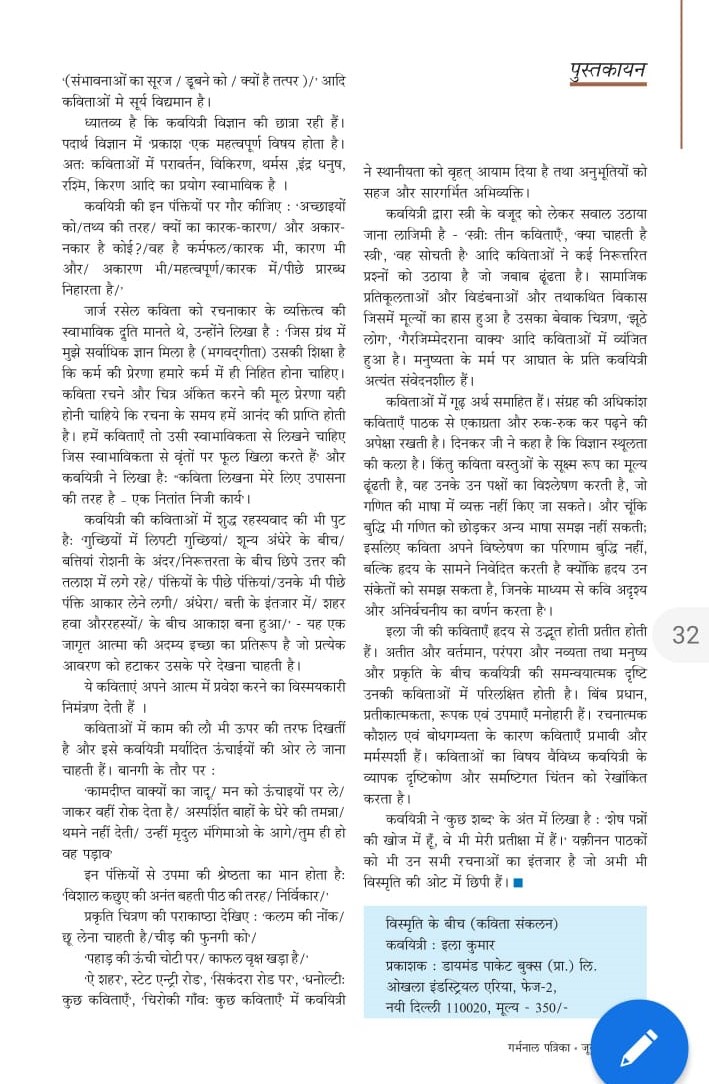 पुस्तकायन
'(संभावनाओं का सूरज / डूबने को / क्यों है तत्पर )/' आदि
कविताओं मे सूर्य विद्यमान है।
ध्यातव्य है कि कवयित्री विज्ञान की छात्रा रही हैं।
पदार्थ विज्ञान में 'प्रकाश 'एक महत्वपूर्ण विषय होता है।
अतः कविताओं में परावर्तन, विकिरण, थर्मस ,इंद्र धनुष,
रश्मि, किरण आदि का प्रयोग स्वाभाविक है ।
कवयित्री की इन पंक्तियों पर गौर कीजिए : 'अच्छाइयों
को/तथ्य की तरह/ क्यों का कारक-कारण/ और अकार-
नकार है कोई?/वह है कर्मफल/कारक भी, कारण भी
और/ अकारण भी/महत्वपूर्ण/कारक में/पीछे प्रारब्ध
निहारता है/'
जार्ज रसेल कविता को रचनाकार के व्यक्तित्व की
स्वाभाविक द्रुति मानते थे, उन्होंने लिखा है : 'जिस ग्रंथ में
मुझे सर्वाधिक ज्ञान मिला है (भगवद्गीता) उसकी शिक्षा है
कि कर्म की प्रेरणा हमारे कर्म में ही निहित होना चाहिए।
कविता रचने और चित्र अंकित करने की मूल प्रेरणा यही
होनी चाहिये कि रचना के समय हमें आनंद की प्राप्ति होती
है। हमें कविताएँ तो उसी स्वाभाविकता से लिखने चाहिए
जिस स्वाभाविकता से वृंतों पर फूल खिला करते हैं' और
कवयित्री ने लिखा हैः "कविता लिखना मेरे लिए उपासना
की तरह है - एक नितांत निजी कार्य'।
कवयित्री की कविताओं में शुद्ध रहस्यवाद की भी पुट
हैः 'गुच्छियों में लिपटी गुच्छियां/ शून्य अंधेरे के बीच/
बत्तियां रोशनी के अंदर/निरूत्तरता के बीच छिपे उत्तर की
तलाश में लगे रहे/ पंक्तियों के पीछे पंक्तियां/उनके भी पीछे
पंक्ति आकार लेने लगी/ अंधेरा/ बत्ती के इंतजार में/ शहर
हवा औररहस्यों/ के बीच आकाश बना हुआ/' - यह एक
जागृत आत्मा की अदम्य इच्छा का प्रतिरूप है जो प्रत्येक
आवरण को हटाकर उसके परे देखना चाहती है।
ये कविताएं अपने आत्म में प्रवेश करने का विस्मयकारी
निमंत्रण देती हैं ।
कविताओं में काम की लौ भी ऊपर की तरफ दिखतीं
है और इसे कवयित्री मर्यादित ऊंचाईयों की ओर ले जाना
चाहती हैं। बानगी के तौर पर :
'कामदीप्त वाक्यों का जादू/ मन को ऊंचाइयों पर ले/
जाकर वहीं रोक देता है/ अस्पर्शित बाहों के घेरे की तमन्ना/
थमने नहीं देती/ उन्हीं मृदुल भंगिमाओ के आगे/तुम ही हो
वह पड़ाव'
इन पंक्तियों से उपमा की श्रेष्ठता का भान होता हैः
'विशाल कछुए की अनंत बहती पीठ की तरह/ निर्विकार/'
प्रकृति चित्रण की पराकाष्ठा देखिए : 'कलम की नोंक/
छू लेना चाहती है/चीड़ की फुनगी को'/
'पहाड़ की ऊंची चोटी पर/ काफल वृक्ष खड़ा है/'
'ऐ शहर', स्टेट एन्ट्री रोड', 'सिकंदरा रोड पर', 'धनोल्टिः
कुछ कविताएँ', 'चिरोकी गाँवः कुछ कविताएँ' में कवयित्री
ने स्थानीयता को बृहत् आयाम दिया है तथा अनुभूतियों को
सहज और सारगर्भित अभिव्यक्ति।
कवयित्री द्वारा स्त्री के वजूद को लेकर सवाल उठाया
जाना लाजिमी है - 'स्त्रीः तीन कविताएँ', 'क्या चाहती है
स्त्री', 'वह सोचती है' आदि कविताओं ने कई निरूत्तरित
प्रश्नों को उठाया है जो जबाब ढूंढता है। सामाजिक
प्रतिकूलताओं और विडंबनाओं और तथाकथित विकास
जिसमें मूल्यों का ह्रास हुआ है उसका बेवाक चित्रण, 'झूठे
लोग', 'गैरजिम्मेदराना वाक्य' आदि कविताओं में व्यंजित
हुआ है। मनुष्यता के मर्म पर आघात के प्रति कवयित्री
अत्यंत संवेदनशील हैं।
कविताओं में गूढ़ अर्थ समाहित हैं। संग्रह की अधिकांश
कविताएँ पाठक से एकाग्रता और रुक-रुक कर पढ़ने की
अपेक्षा रखती है। दिनकर जी ने कहा है कि विज्ञान स्थूलता
की कला है। किंतु कविता वस्तुओं के सूक्ष्म रूप का मूल्य
ढूंढती है, वह उनके उन पक्षों का विश्लेषण करती है, जो
गणित की भाषा में व्यक्त नहीं किए जा सकते। और चूंकि
बुद्धि भी गणित को छोड़कर अन्य भाषा समझ नहीं सकती;
इसलिए कविता अपने विश्लेषण का परिणाम बुद्धि नहीं,
बल्कि हृदय के सामने निवेदित करती है क्योंकि हृदय उन
संकेतों को समझ सकता है, जिनके माध्यम से कवि अदृश्य
और अनिर्वचनीय का वर्णन करता है'।
इला जी की कविताएँ हृदय से उद्भूत होती प्रतीत होती
हैं। अतीत और वर्तमान, परंपरा और नव्यता तथा मनुष्य
और प्रकृति के बीच कवयित्री की समन्वयात्मक दृष्टि
उनकी कविताओं में परिलक्षित होती है। बिंब प्रधान,
प्रतीकात्मकता, रूपक एवं उपमाएँ मनोहारी हैं। रचनात्मक
कौशल एवं बोधगम्यता के कारण कविताएँ प्रभावी और
मर्मस्पर्शी हैं। कविताओं का विषय वैविध्य कवयित्री के
व्यापक दृष्टिकोण और समष्टिगत चिंतन को रेखांकित
करता है।
कवयित्री ने 'कुछ शब्द' के अंत में लिखा है : 'शेष पन्नों
की खोज में हूँ, वे भी मेरी प्रतीक्षा में हैं।' यक़ीनन पाठकों
को भी उन सभी रचनाओं का इंतजार है जो अभी भी
विस्मृति की ओट में छिपी हैं। ■
32
विस्मृति के बीच (कविता संकलन)
कवयित्री : इला कुमार
प्रकाशक : डायमंड पाकेट बुक्स (प्रा.) लि.
ओखला इंडस्ट्रियल एरिया, फेज-2,
नयी दिल्ली 110020, मूल्य - 350/-
गर्भनाल पत्रिका •